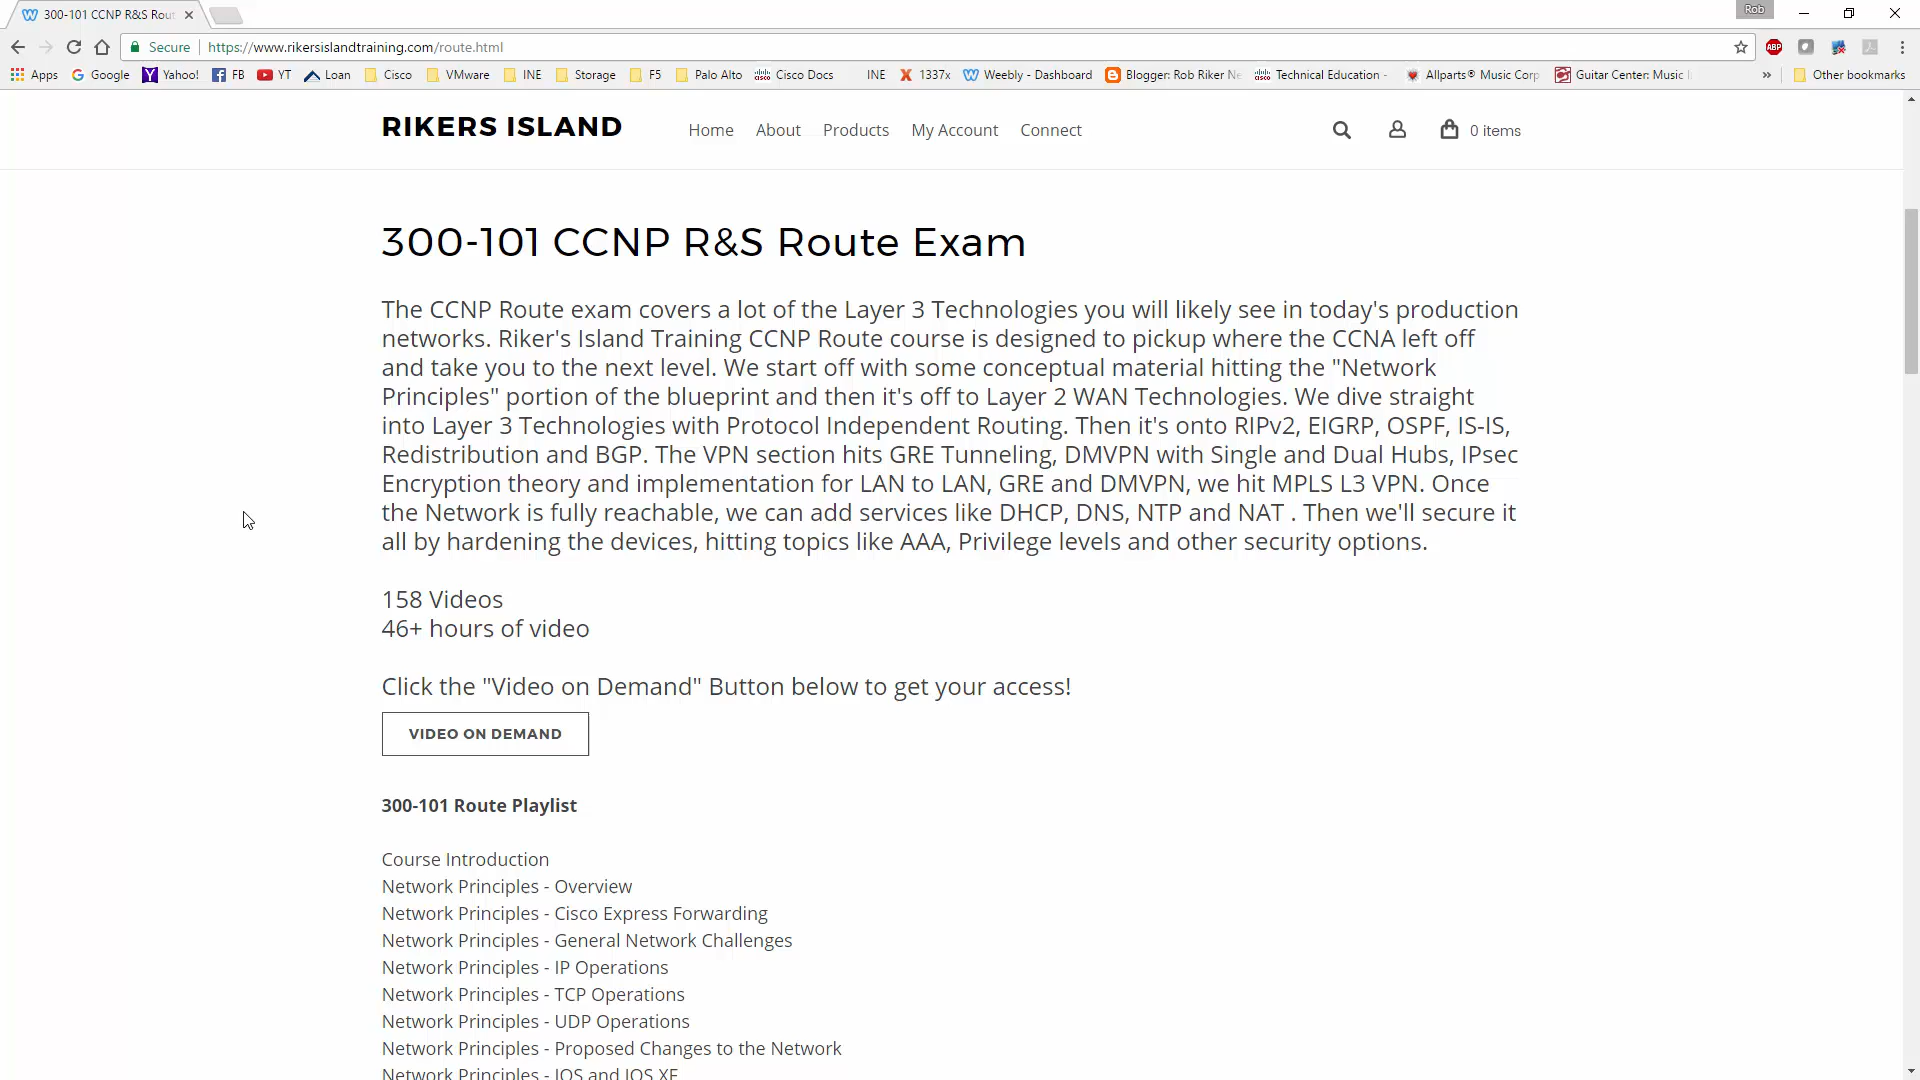 300-101 CCNP R&S Rout
Rob
Secure
https://www.rikersislandtraining.com/route.html
Apps Google Yahoo! FB YT Loan Cisco VMware INE Storage F5 Palo Alto Cisco Docs INE 1337x Weebly - Dashboard Blogger: Rob Riker Ne Technical Education - Allparts® Music Corp Guitar Center: Music » Other bookmarks
RIKERS ISLAND Home About Products My Account Connect 0 items
300-101 CCNP R&S Route Exam
The CCNP Route exam covers a lot of the Layer 3 Technologies you will likely see in today's production
networks. Riker's Island Training CCNP Route course is designed to pickup where the CCNA left off
and take you to the next level. We start off with some conceptual material hitting the "Network
Principles" portion of the blueprint and then it's off to Layer 2 WAN Technologies. We dive straight
into Layer 3 Technologies with Protocol Independent Routing. Then it's onto RIPv2, EIGRP, OSPF, IS-IS,
Redistribution and BGP. The VPN section hits GRE Tunneling, DMVPN with Single and Dual Hubs, IPsec
Encryption theory and implementation for LAN to LAN, GRE and DMVPN, we hit MPLS L3 VPN. Once
the Network is fully reachable, we can add services like DHCP, DNS, NTP and NAT . Then we'll secure it
all by hardening the devices, hitting topics like AAA, Privilege levels and other security options.
158 Videos
46+ hours of video
Click the "Video on Demand" Button below to get your access!
VIDEO ON DEMAND
300-101 Route Playlist
Course Introduction
Network Principles - Overview
Network Principles - Cisco Express Forwarding
Network Principles - General Network Challenges
Network Principles - IP Operations
Network Principles - TCP Operations
Network Principles - UDP Operations
Network Principles - Proposed Changes to the Network
Network Principles - IOS and IOS XE